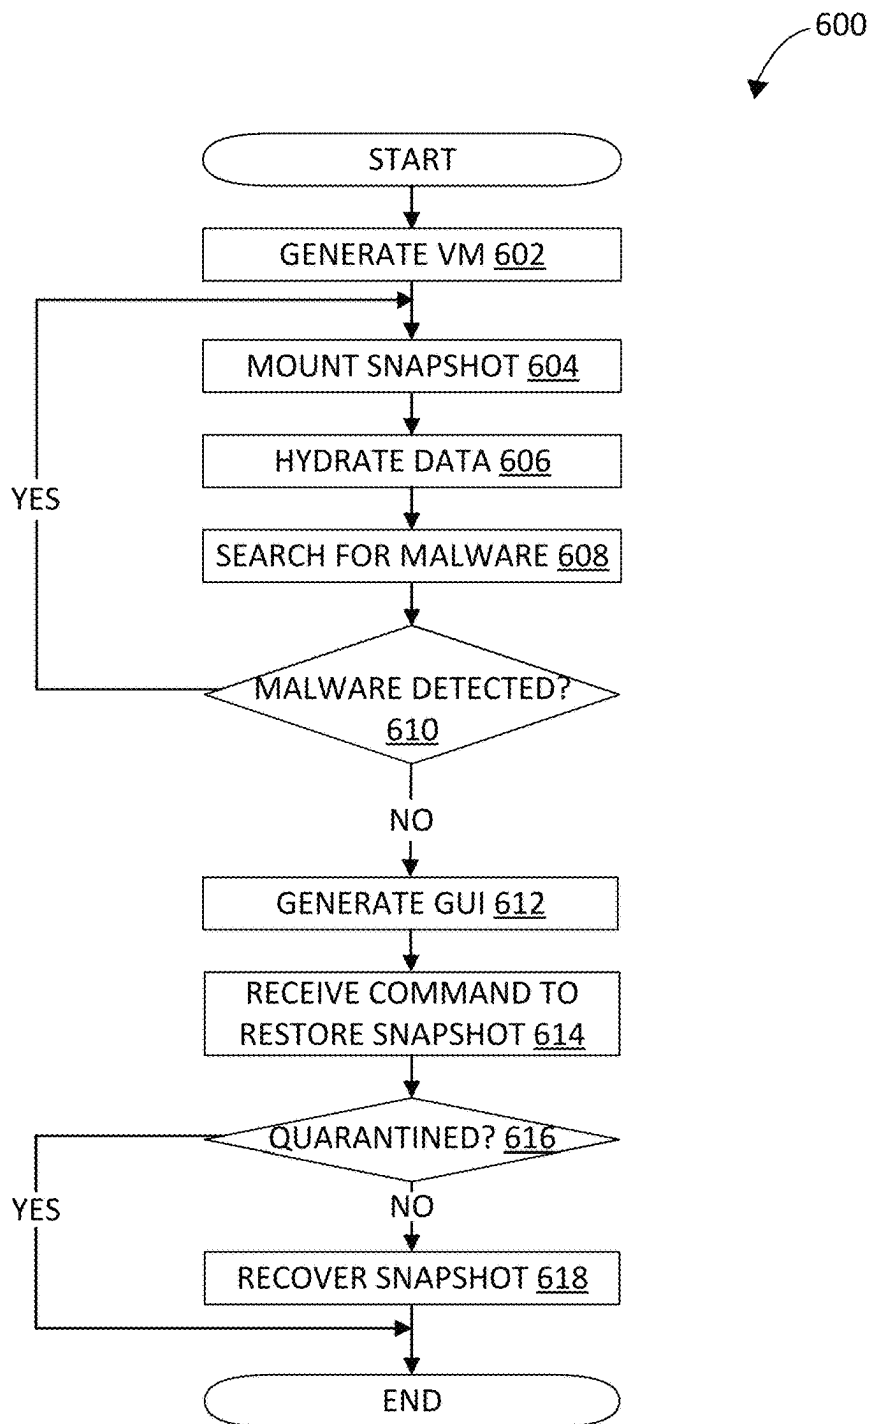 600
START
GENERATE VM 602
MOUNT SNAPSHOT 604
HYDRATE DATA 606
YES
SEARCH FOR MALWARE 608
MALWARE DETECTED?
610
NO
GENERATE GUI 612
RECEIVE COMMAND TO
RESTORE SNAPSHOT 614
QUARANTINED? 616
YES
NO
RECOVER SNAPSHOT 618
END